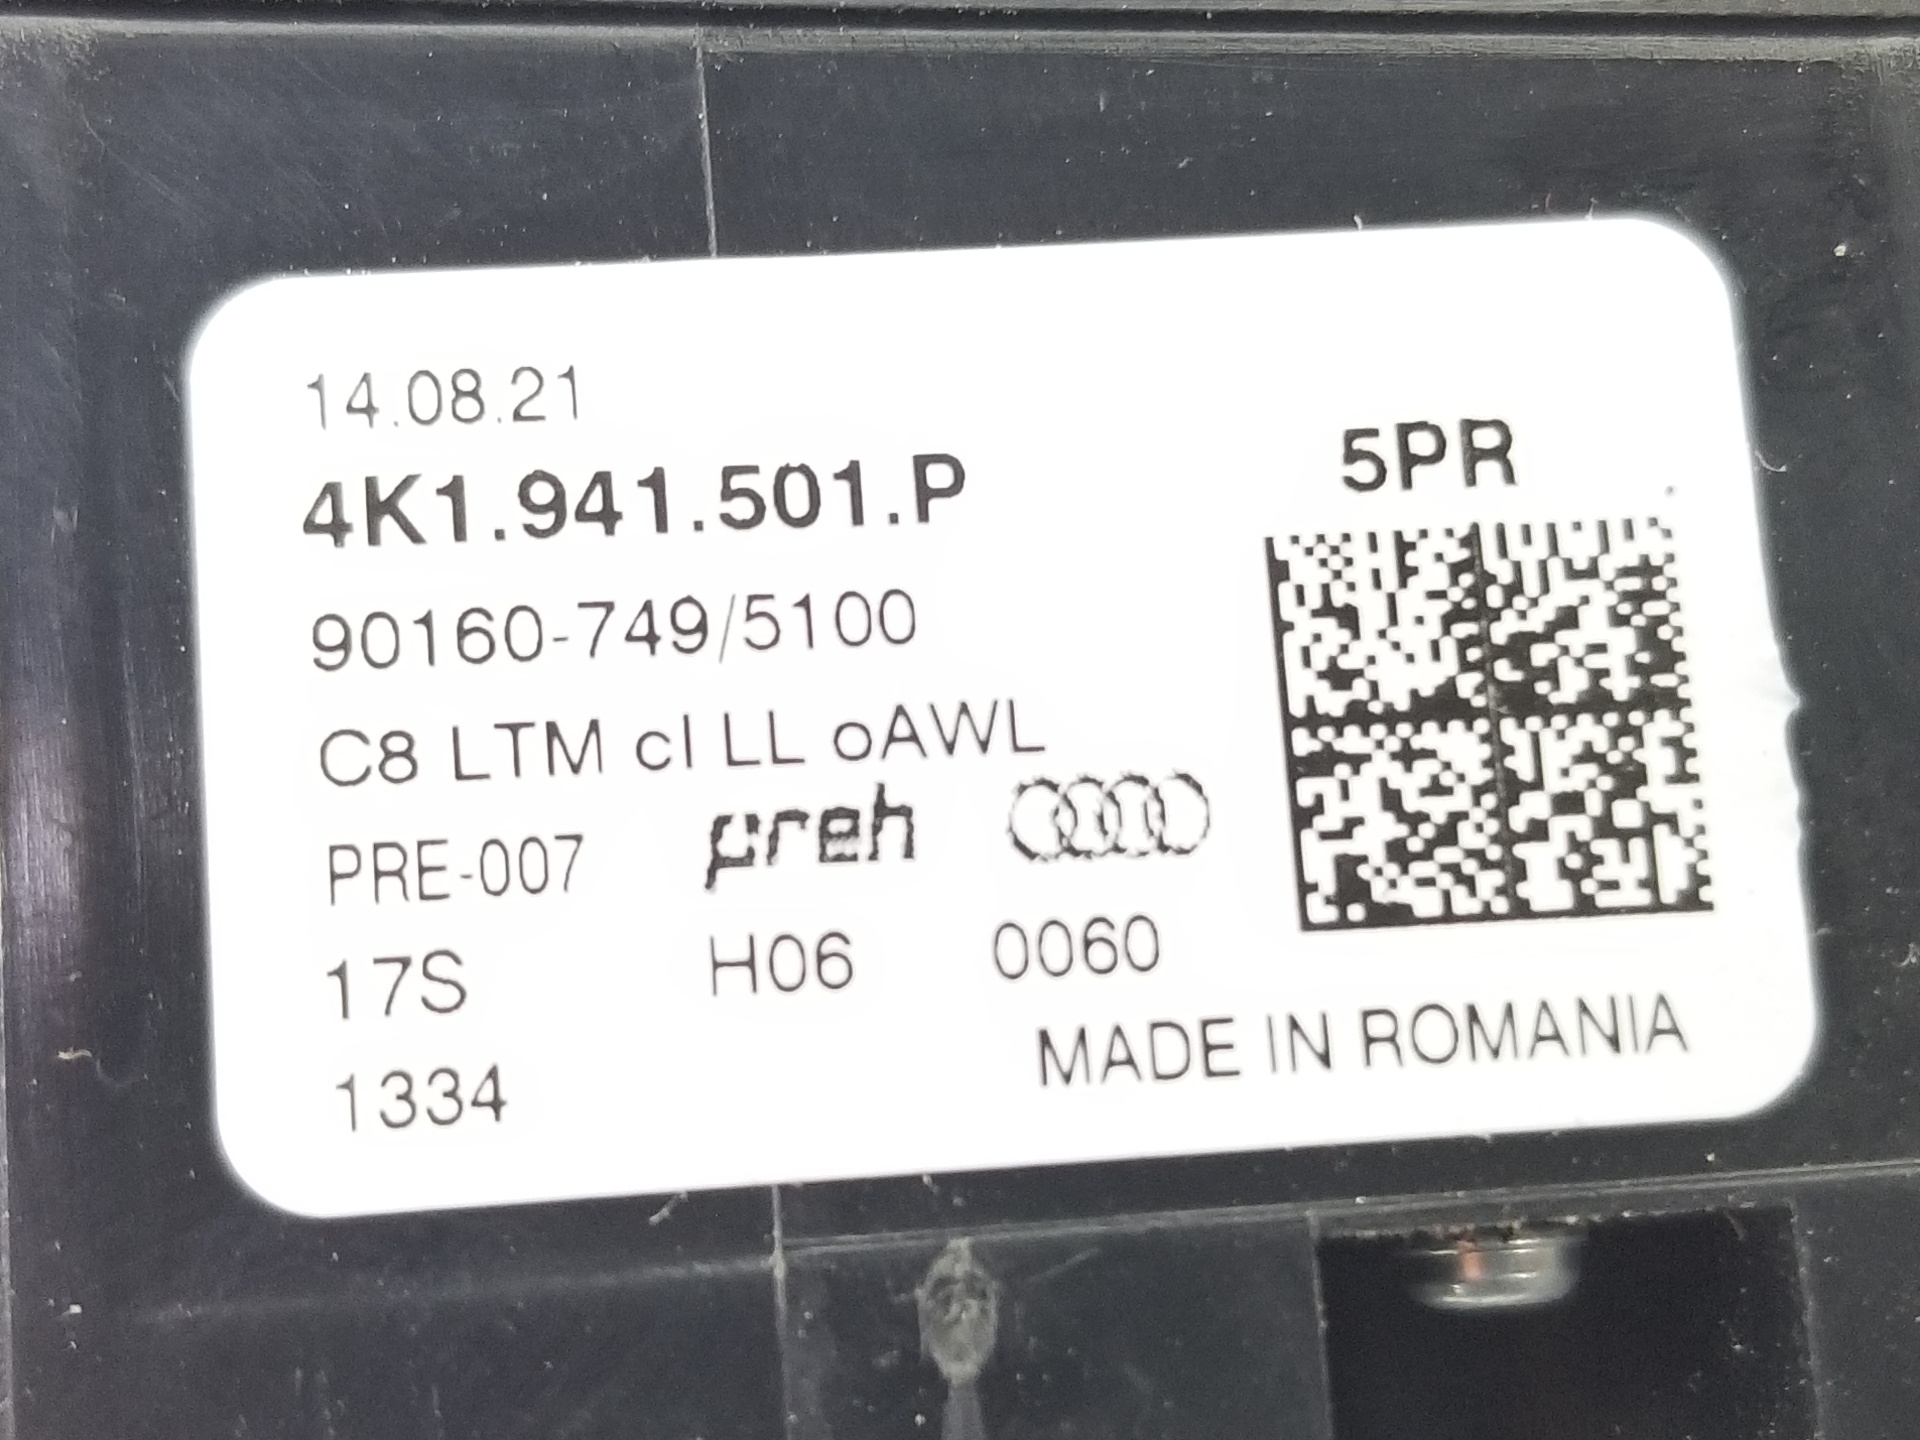 14.08.21
4K1.941.501.P
5PR
90160-749/5100
C8 LTM cl LL oAWL
PRE-007 preh
17S H06 0060
1334 MADE IN ROMANIA